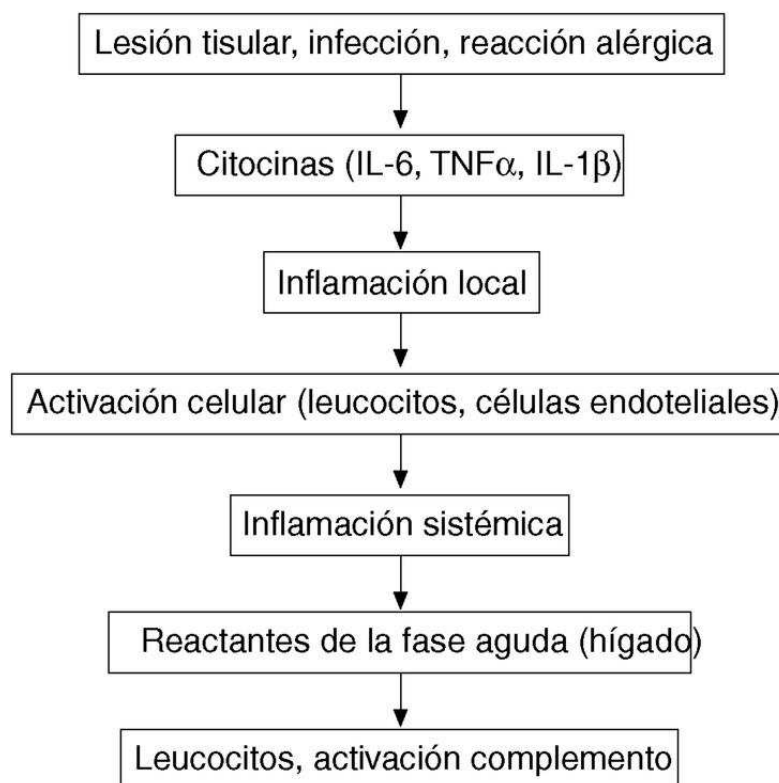 Lesión tisular, infección, reacción alérgica
Citocinas (IL-6, TNFα, IL-1β)
Inflamación local
Activación celular (leucocitos, células endoteliales)
Inflamación sistémica
Reactantes de la fase aguda (hígado)
Leucocitos, activación complemento